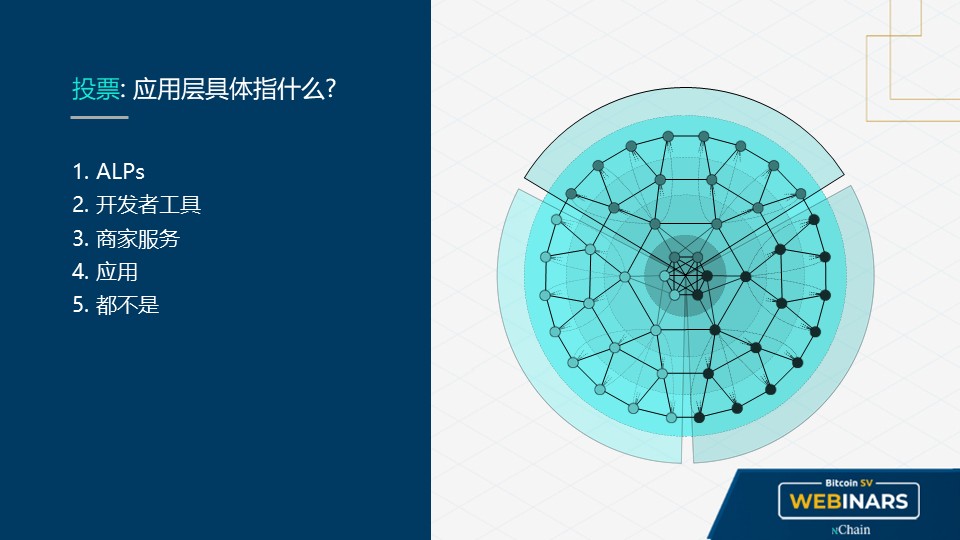 投票: 应用层具体指什么?
1. ALPs
2. 开发者工具
3. 商家服务
4. 应用
5. 都不是
Bitcoin SV
WEBINARS
nChain